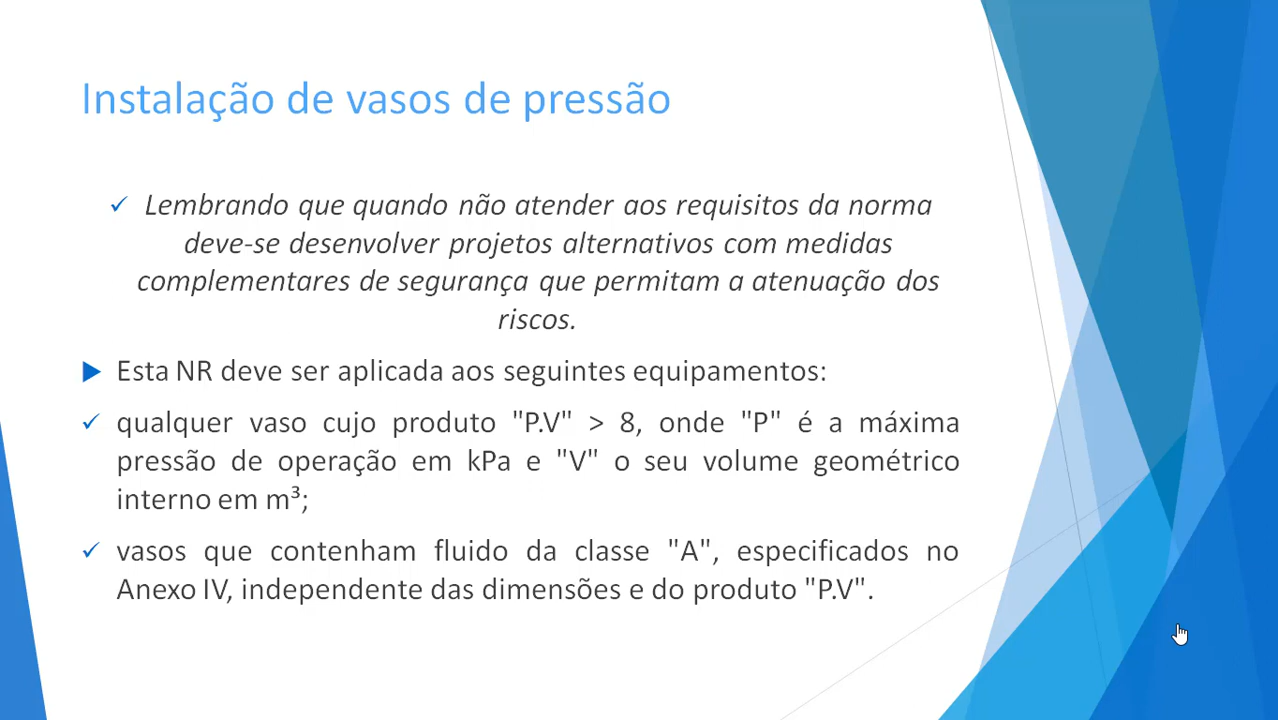 Instalação de vasos de pressão
Lembrando que quando não atender aos requisitos da norma
deve-se desenvolver projetos alternativos com medidas
complementares de segurança que permitam a atenuação dos
riscos.
Esta NR deve ser aplicada aos seguintes equipamentos:
qualquer vaso cujo produto "P.V" > 8, onde "P" é a máxima
pressão de operação em kPa e "V" o seu volume geométrico
interno em m³;
vasos que contenham fluido da classe "A", especificados no
Anexo IV, independente das dimensões e do produto "P.V".